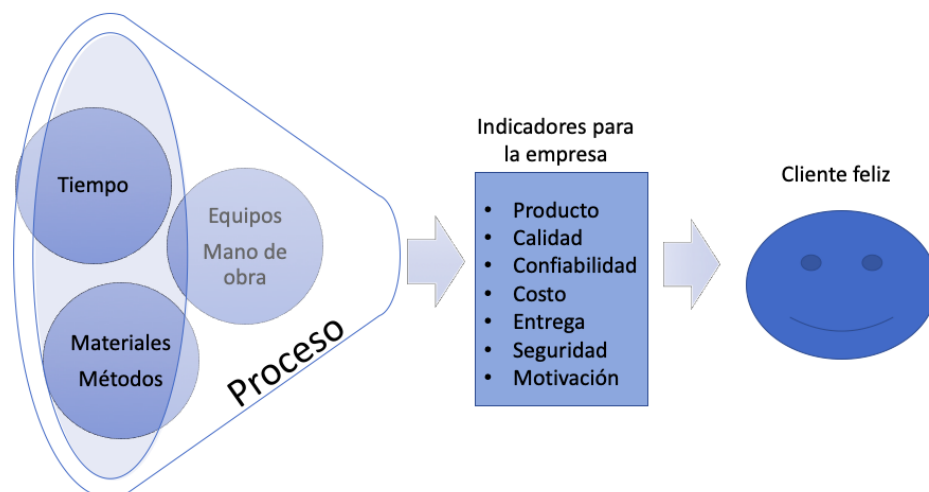 Tiempo
Equipos
Mano de
obra
Materiales
Métodos
Proceso
Indicadores para
la empresa
• Producto
• Calidad
• Confiabilidad
• Costo
• Entrega
• Seguridad
• Motivación
Cliente feliz